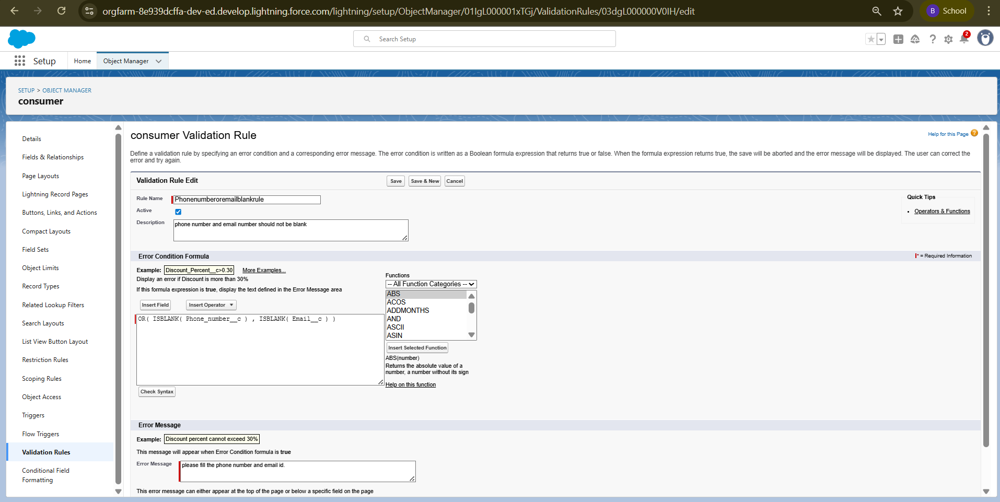 orgfarm-8e939dcffa-dev-ed.develop.lightning.force.com/lightning/setup/ObjectManager/01IgL000001xTGj/ValidationRules/03dgL000000V0IH/edit
B School
Search Setup
2
Setup Home Object Manager
SETUP > OBJECT MANAGER
consumer
Details
Fields & Relationships
Page Layouts
Lightning Record Pages
Buttons, Links, and Actions
Compact Layouts
Field Sets
Object Limits
Record Types
Related Lookup Filters
Search Layouts
List View Button Layout
Restriction Rules
Scoping Rules
Object Access
Triggers
Flow Triggers
Validation Rules
Conditional Field
Formatting
consumer Validation Rule
Help for this Page ?
Define a validation rule by specifying an error condition and a corresponding error message. The error condition is written as a Boolean formula expression that returns true or false. When the formula expression returns true, the save will be aborted and the error message will be displayed. The user can correct the
error and try again.
Validation Rule Edit Save Save & New Cancel
Rule Name Phonenumberoremailblankrule
Active
Description phone number and email number should not be blank
Quick Tips
• Operators & Functions
Error Condition Formula
* = Required Information
Example: Discount_Percent__c>0.30 More Examples...
Display an error if Discount is more than 30%
If this formula expression is true, display the text defined in the Error Message area
Insert Field Insert Operator
OR( ISBLANK( Phone_number__c ) , ISBLANK( Email__c ) )
Check Syntax
Functions
-- All Function Categories --
ABS
ACOS
ADDMONTHS
AND
ASCII
ASIN
Insert Selected Function
ABS(number)
Returns the absolute value of a
number, a number without its sign
Help on this function
Error Message
Example: Discount percent cannot exceed 30%
This message will appear when Error Condition formula is true
Error Message please fill the phone number and email id.
This error message can either appear at the top of the page or below a specific field on the page